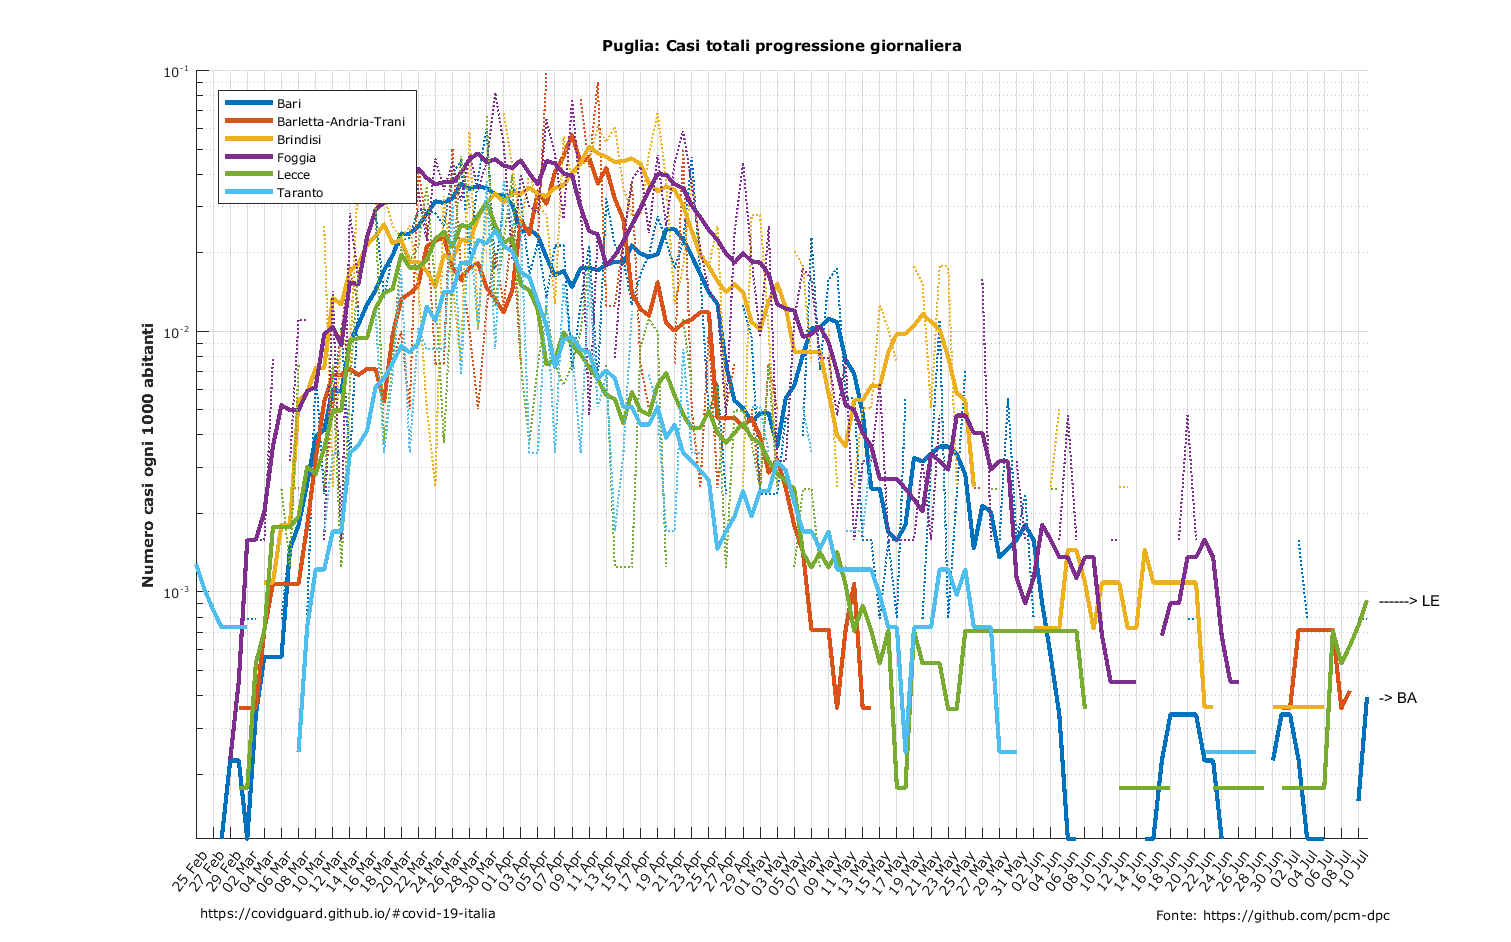 Puglia: Casi totali progressione giornaliera
10-1
10-2
10-3
Numero casi ogni 1000 abitanti
Bari
Barletta-Andria-Trani
Brindisi
Foggia
Lecce
Taranto
------> LE
-> BA
25 Feb
27 Feb
29 Feb
02 Mar
04 Mar
06 Mar
08 Mar
10 Mar
12 Mar
14 Mar
16 Mar
18 Mar
20 Mar
22 Mar
24 Mar
26 Mar
28 Mar
30 Mar
01 Apr
03 Apr
05 Apr
07 Apr
09 Apr
11 Apr
13 Apr
15 Apr
17 Apr
19 Apr
21 Apr
23 Apr
25 Apr
27 Apr
29 Apr
01 May
03 May
05 May
07 May
09 May
11 May
13 May
15 May
17 May
19 May
21 May
23 May
25 May
27 May
29 May
31 May
02 Jun
04 Jun
06 Jun
08 Jun
10 Jun
12 Jun
14 Jun
16 Jun
18 Jun
20 Jun
22 Jun
24 Jun
26 Jun
28 Jun
30 Jun
02 Jul
04 Jul
06 Jul
08 Jul
10 Jul
https://covidguard.github.io/#covid-19-italia
Fonte: https://github.com/pcm-dpc